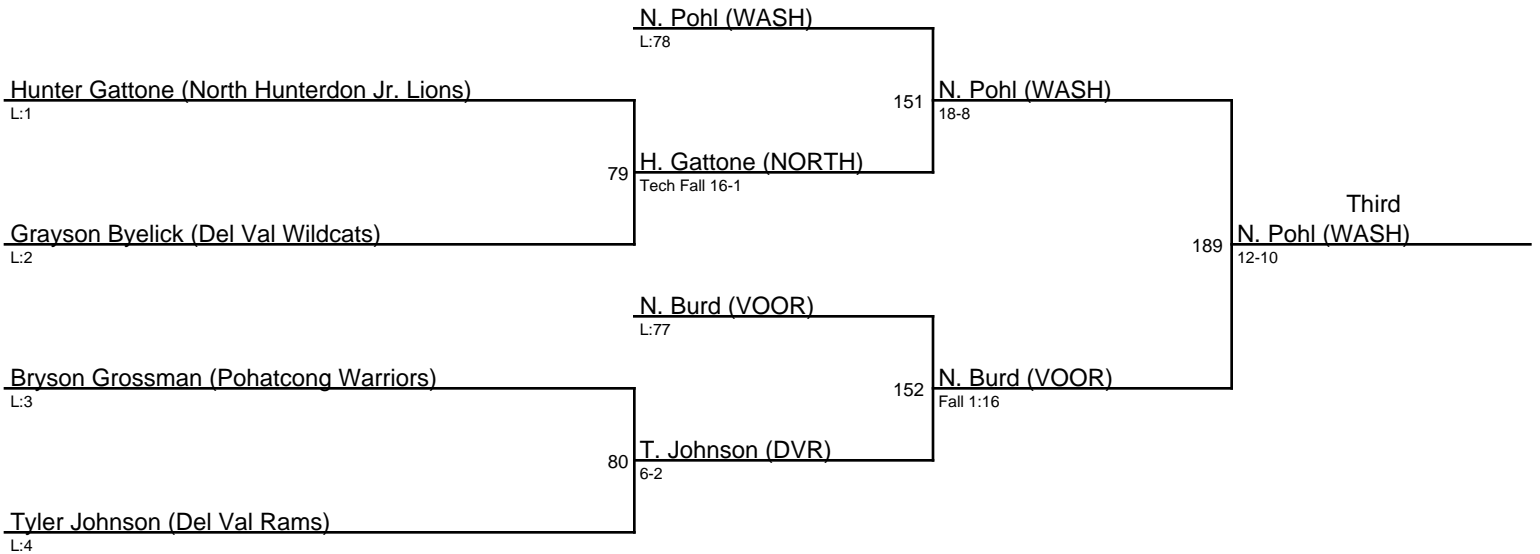 N. Pohl (WASH)
L:78
Hunter Gattone (North Hunterdon Jr. Lions)
L:1
151
N. Pohl (WASH)
18-8
79
H. Gattone (NORTH)
Tech Fall 16-1
Third
Grayson Byelick (Del Val Wildcats)
L:2
189
N. Pohl (WASH)
12-10
N. Burd (VOOR)
L:77
Bryson Grossman (Pohatcong Warriors)
L:3
152
N. Burd (VOOR)
Fall 1:16
80
T. Johnson (DVR)
6-2
Tyler Johnson (Del Val Rams)
L:4